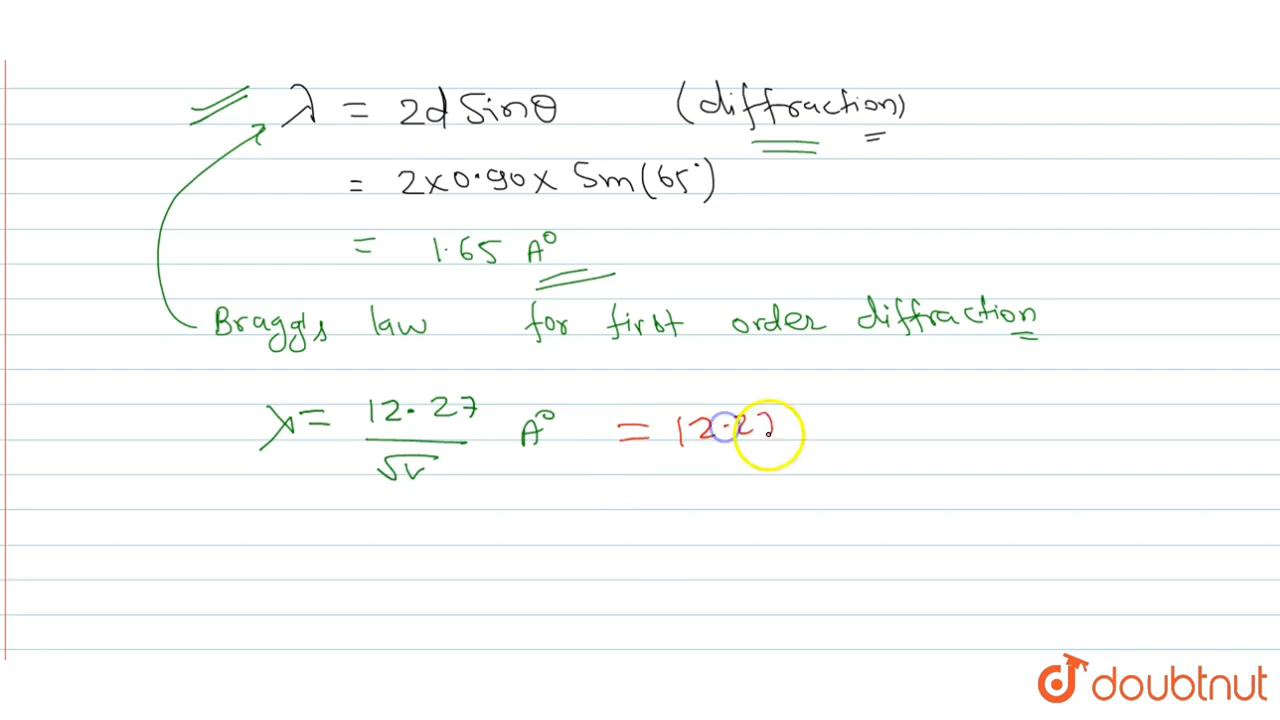 λ = 2d Sinθ (diffraction)
= 2×0.90× Sin(65°)
= 1.65 A°
Bragg's law for first order diffraction
λ = 12.27/√V A° = 12.27
doubtnut